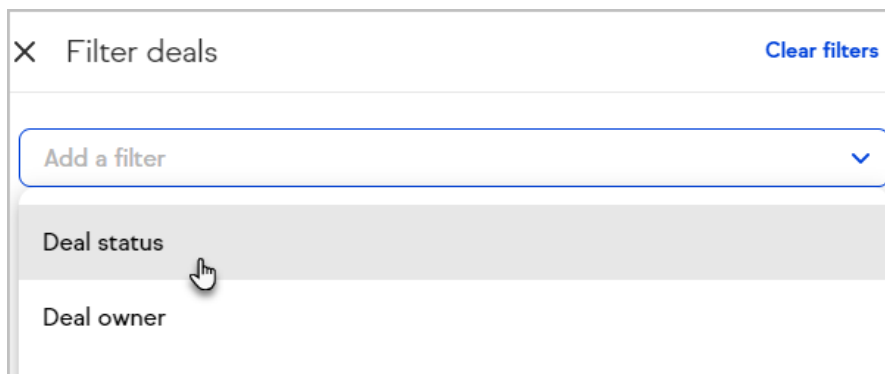 Filter deals
Clear filters
Add a filter
Deal status
Deal owner